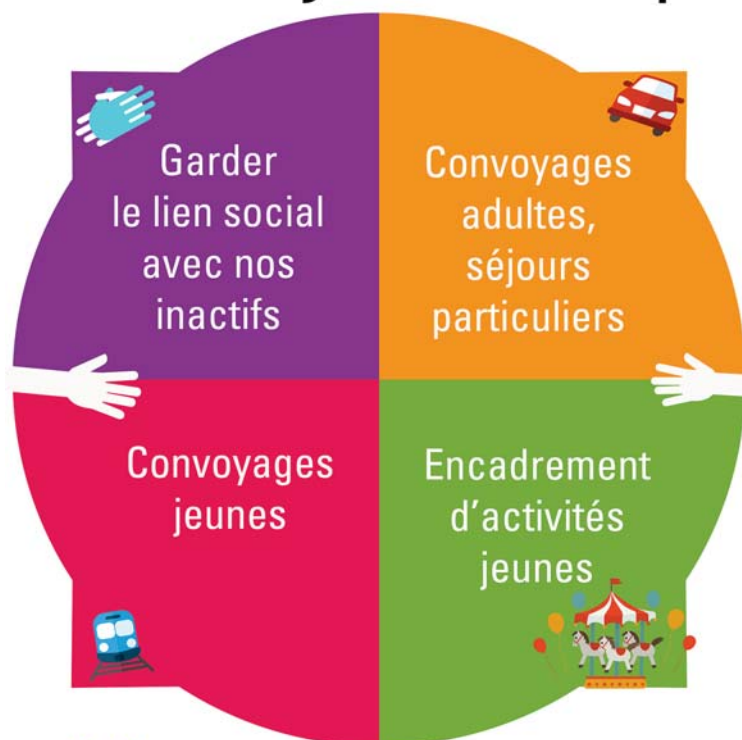 Garder
le lien social
avec nos
inactifs
Convoyages
adultes,
séjours
particuliers
Convoyages
jeunes
Encadrement
d'activités
jeunes